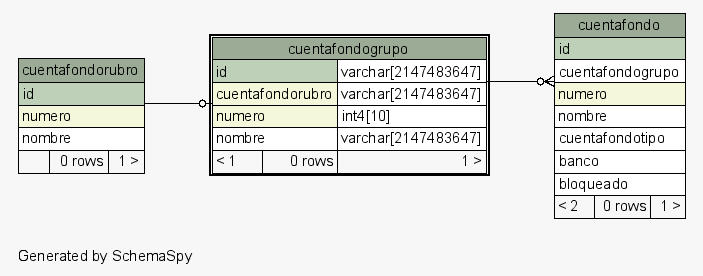 cuentafondorubro
id
numero
nombre
0 rows 1 >
cuentafondogrupo
id varchar[2147483647]
cuentafondorubro varchar[2147483647]
numero int4[10]
nombre varchar[2147483647]
< 1 0 rows 1 >
cuentafondo
id
cuentafondogrupo
numero
nombre
cuentafondotipo
banco
bloqueado
< 2 0 rows 1 >
Generated by SchemaSpy